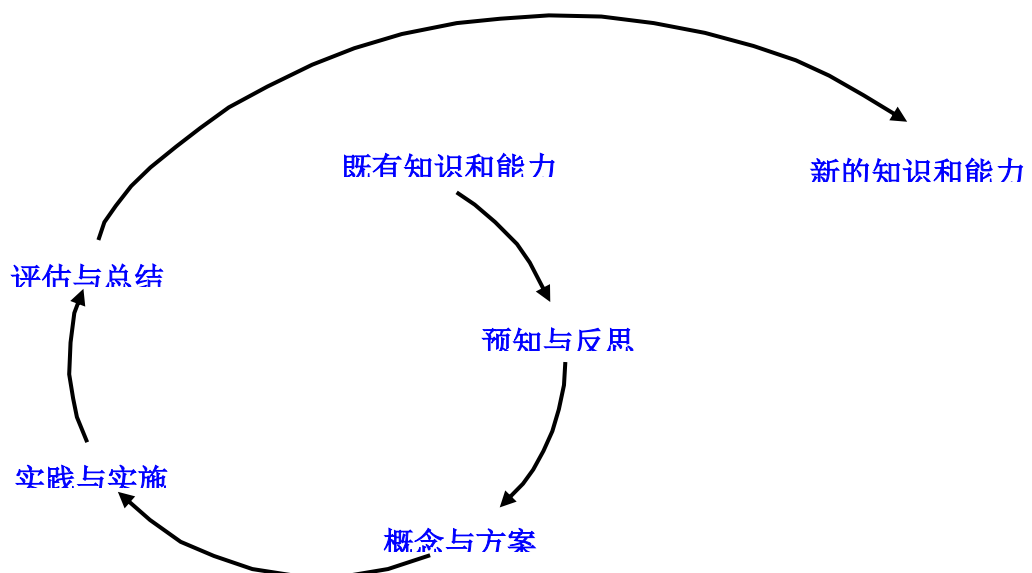 既有知识和能力
新的知识和能力
评估与总结
预知与反思
实践与实施
概念与方案